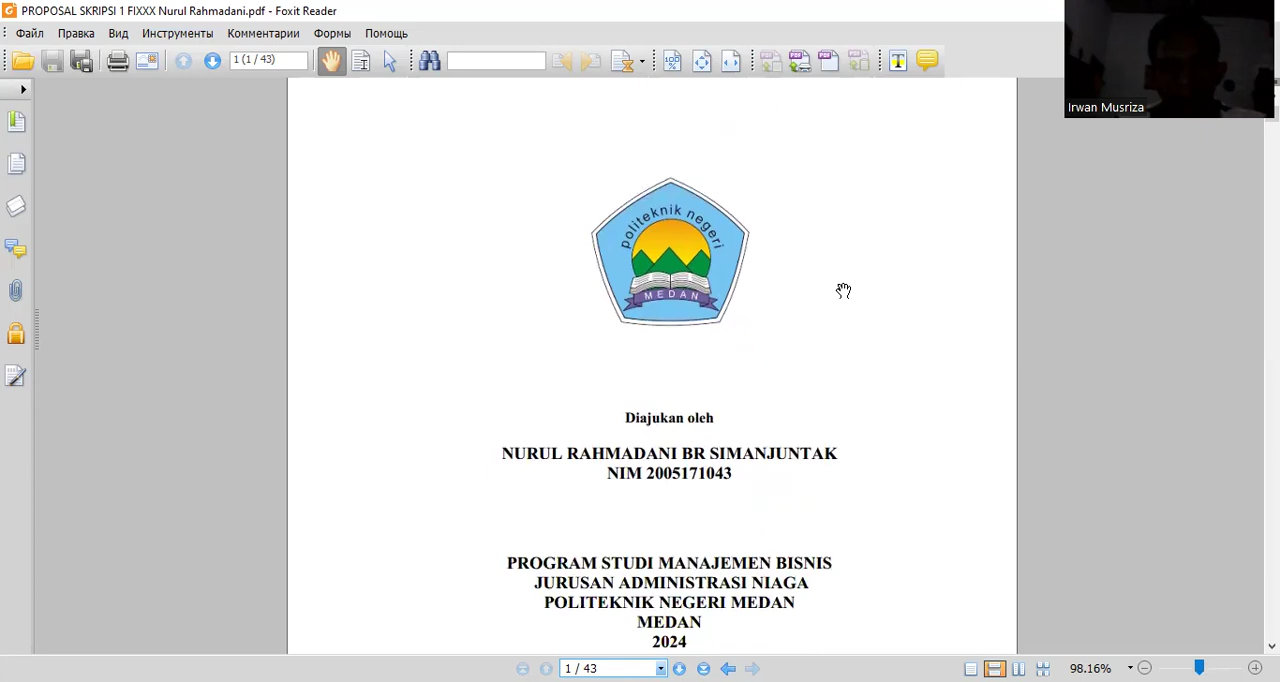 PROPOSAL SKRIPSI 1 FIXXX Nurul Rahmadani.pdf - Foxit Reader
Файл Правка Вид Инструменты Комментарии Формы Помощь
1 (1 / 43)
Irwan Musriza
politeknik negeri
MEDAN
Diajukan oleh
NURUL RAHMADANI BR SIMANJUNTAK
NIM 2005171043
PROGRAM STUDI MANAJEMEN BISNIS
JURUSAN ADMINISTRASI NIAGA
POLITEKNIK NEGERI MEDAN
MEDAN
2024
1 / 43
98.16%